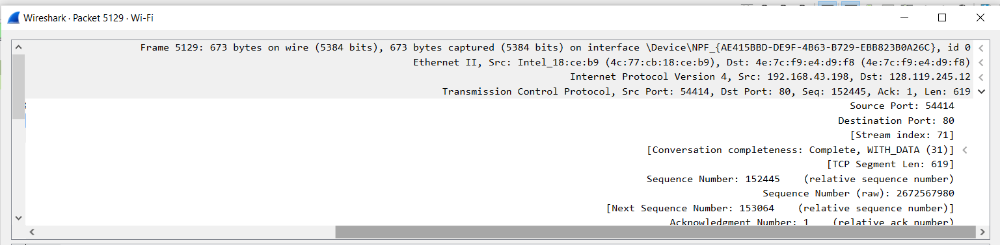 Wireshark · Packet 5129 · Wi-Fi
Frame 5129: 673 bytes on wire (5384 bits), 673 bytes captured (5384 bits) on interface \Device\NPF_{AE415BBD-DE9F-4B63-B729-EBB823B0A26C}, id 0
Ethernet II, Src: Intel_18:ce:b9 (4c:77:cb:18:ce:b9), Dst: 4e:7c:f9:e4:d9:f8 (4e:7c:f9:e4:d9:f8)
Internet Protocol Version 4, Src: 192.168.43.198, Dst: 128.119.245.12
Transmission Control Protocol, Src Port: 54414, Dst Port: 80, Seq: 152445, Ack: 1, Len: 619
Source Port: 54414
Destination Port: 80
[Stream index: 71]
[Conversation completeness: Complete, WITH_DATA (31)]
[TCP Segment Len: 619]
Sequence Number: 152445    (relative sequence number)
Sequence Number (raw): 2672567980
[Next Sequence Number: 153064    (relative sequence number)]
Acknowledgment Number: 1    (relative ack number)